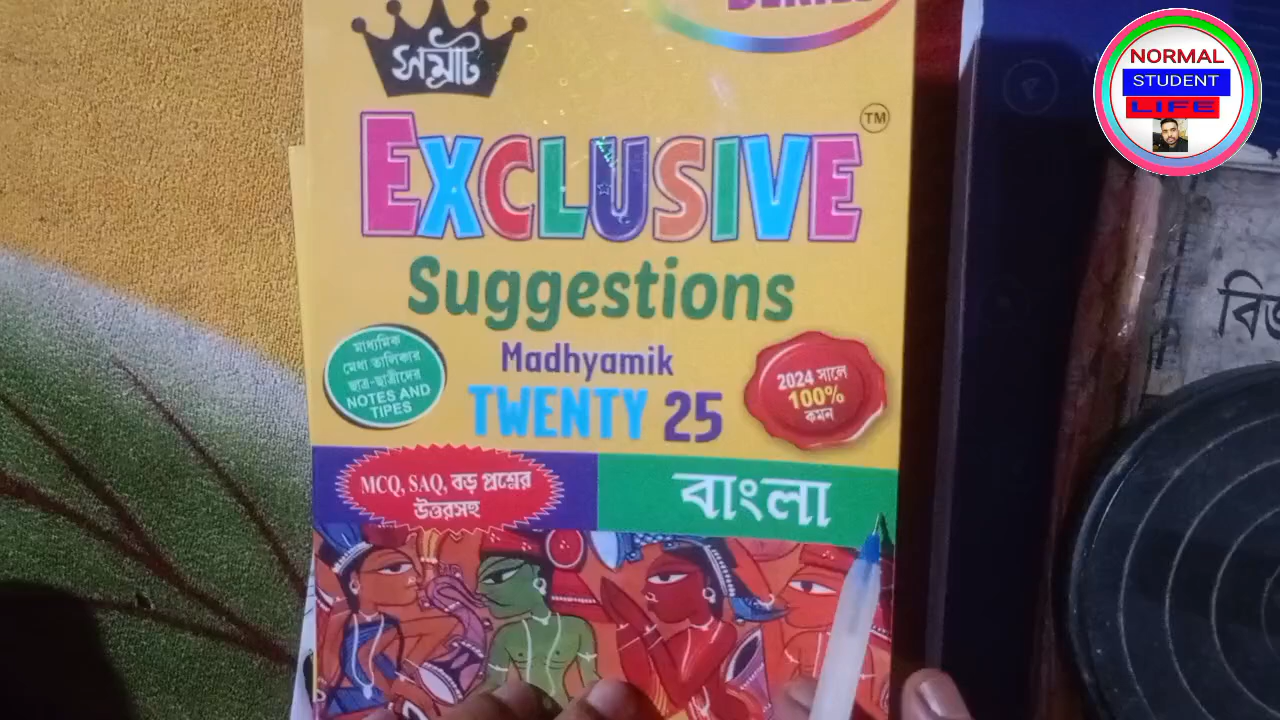 সম্রাট
EXCLUSIVE
TM
Suggestions
মাধ্যমিক
মেধা তালিকার
ছাত্র-ছাত্রীদের
NOTES AND
TIPES
Madhyamik
TWENTY 25
2024 সালে
100%
কমন
MCQ, SAQ, বড় প্রশ্নের
উত্তরসহ
বাংলা
NORMAL
STUDENT
LIFE